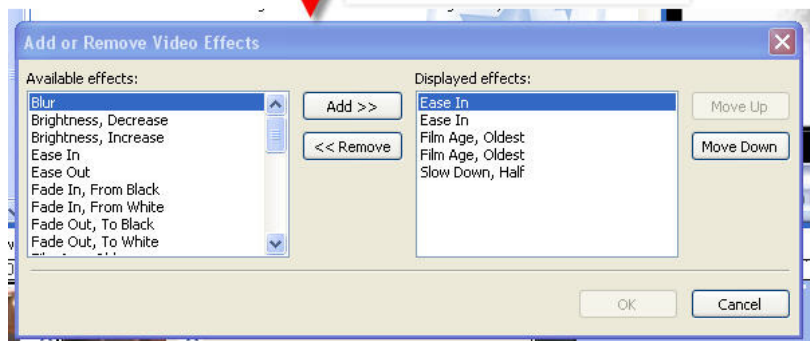 Add or Remove Video Effects
Available effects:
Blur
Brightness, Decrease
Brightness, Increase
Ease In
Ease Out
Fade In, From Black
Fade In, From White
Fade Out, To Black
Fade Out, To White
Add >>
<< Remove
Displayed effects:
Ease In
Ease In
Film Age, Oldest
Film Age, Oldest
Slow Down, Half
Move Up
Move Down
OK
Cancel